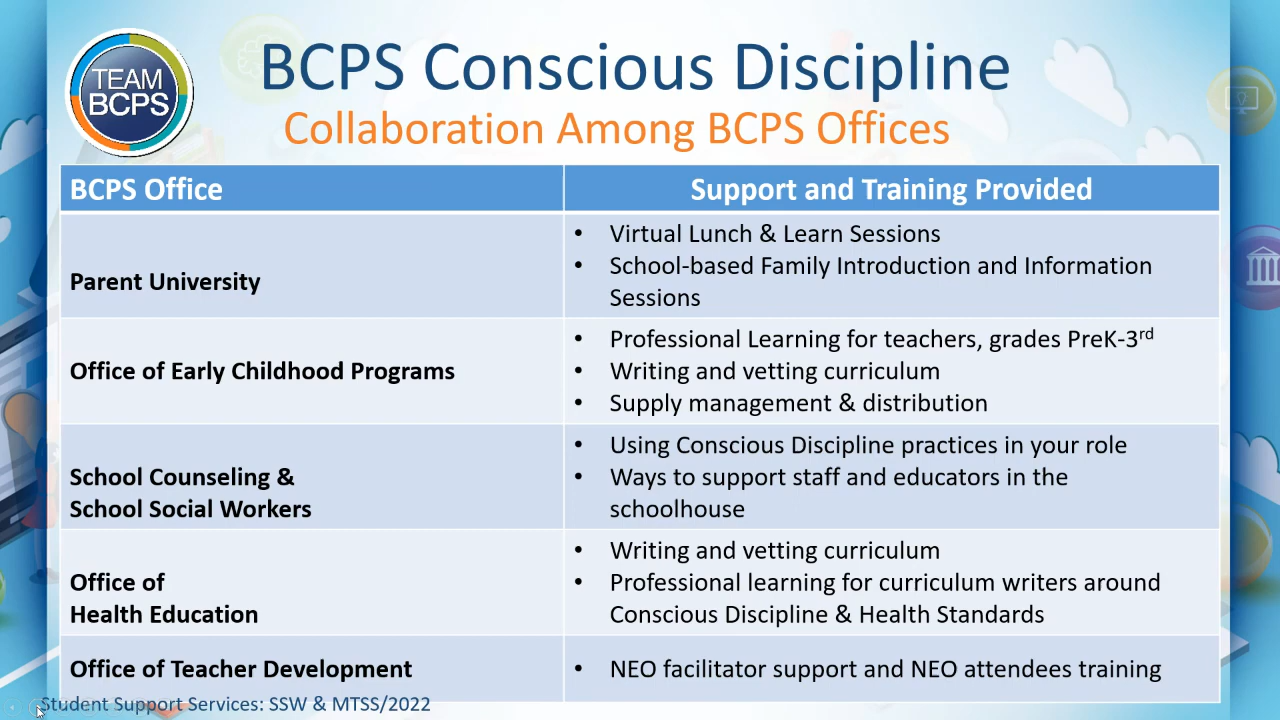 TEAM
BCPS
BCPS Conscious Discipline
Collaboration Among BCPS Offices
BCPS Office
Support and Training Provided
Parent University
• Virtual Lunch & Learn Sessions
• School-based Family Introduction and Information
Sessions
Office of Early Childhood Programs
• Professional Learning for teachers, grades PreK-3rd
• Writing and vetting curriculum
• Supply management & distribution
School Counseling &
School Social Workers
• Using Conscious Discipline practices in your role
• Ways to support staff and educators in the
schoolhouse
Office of
Health Education
• Writing and vetting curriculum
• Professional learning for curriculum writers around
Conscious Discipline & Health Standards
Office of Teacher Development
• NEO facilitator support and NEO attendees training
Student Support Services: SSW & MTSS/2022